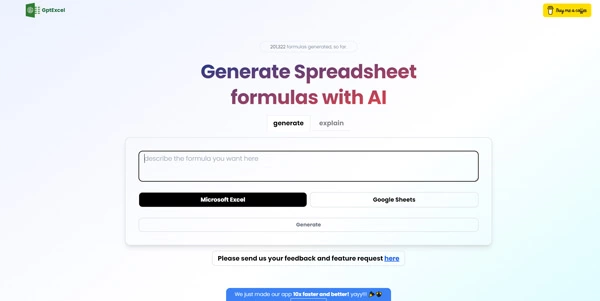 GptExcel
Buy me a coffee
201,322 formulas generated, so far.
Generate Spreadsheet
formulas with AI
generate explain
describe the formula you want here
Microsoft Excel Google Sheets
Generate
Please send us your feedback and feature request here
We just made our app 10x faster and better! yayy!!